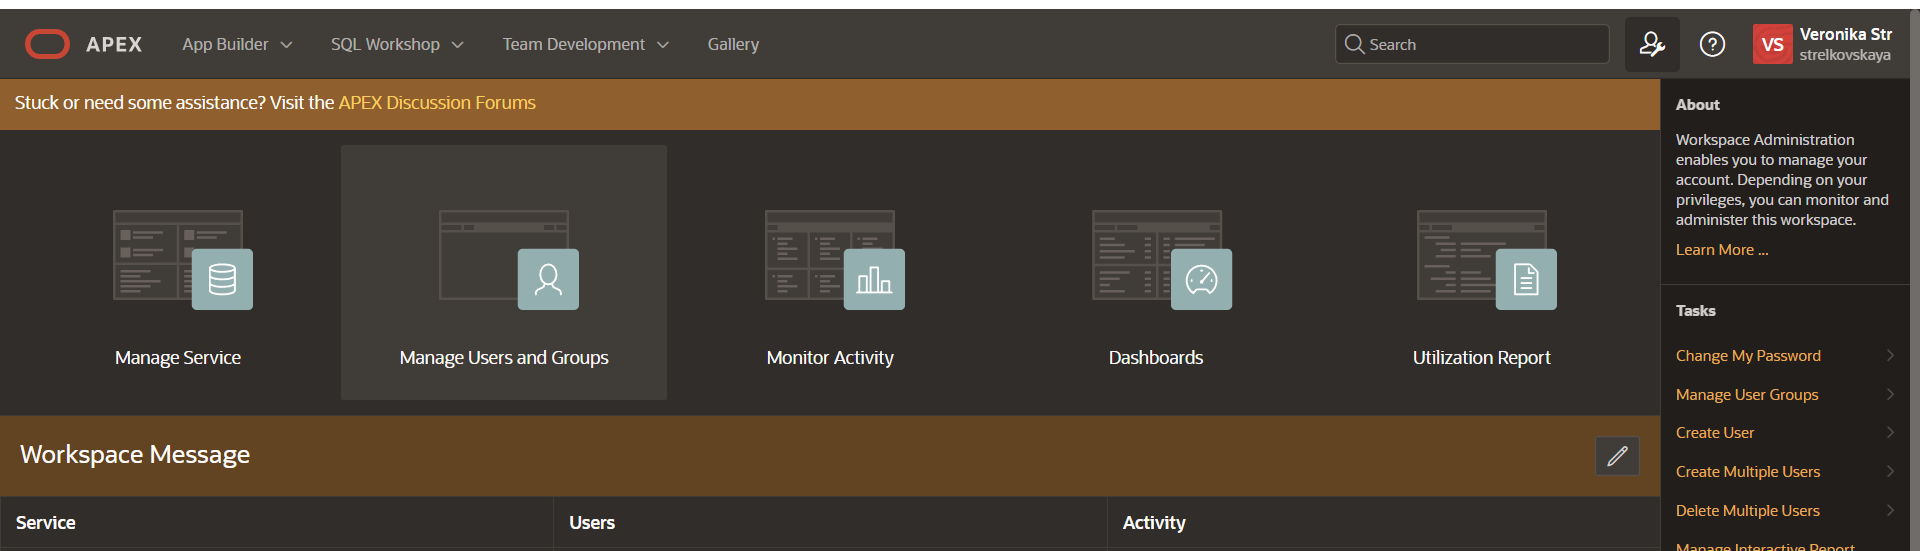 APEX
App Builder
SQL Workshop
Team Development
Gallery
Search
VS
Veronika Str
strelkovskaya
Stuck or need some assistance? Visit the APEX Discussion Forums
Manage Service
Manage Users and Groups
Monitor Activity
Dashboards
Utilization Report
Workspace Message
Service
Users
Activity
About
Workspace Administration
enables you to manage your
account. Depending on your
privileges, you can monitor and
administer this workspace.
Learn More ...
Tasks
Change My Password
Manage User Groups
Create User
Create Multiple Users
Delete Multiple Users
Manage Interactive Report